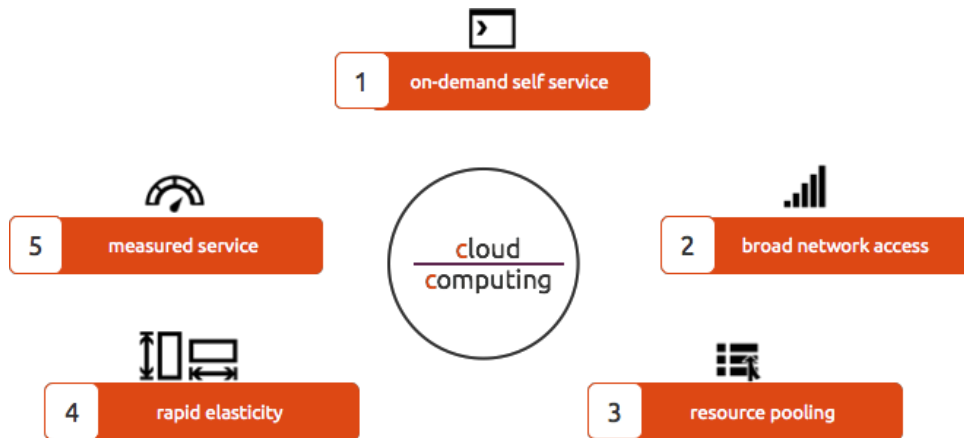 1 on-demand self service
5 measured service
cloud
computing
2 broad network access
4 rapid elasticity
3 resource pooling